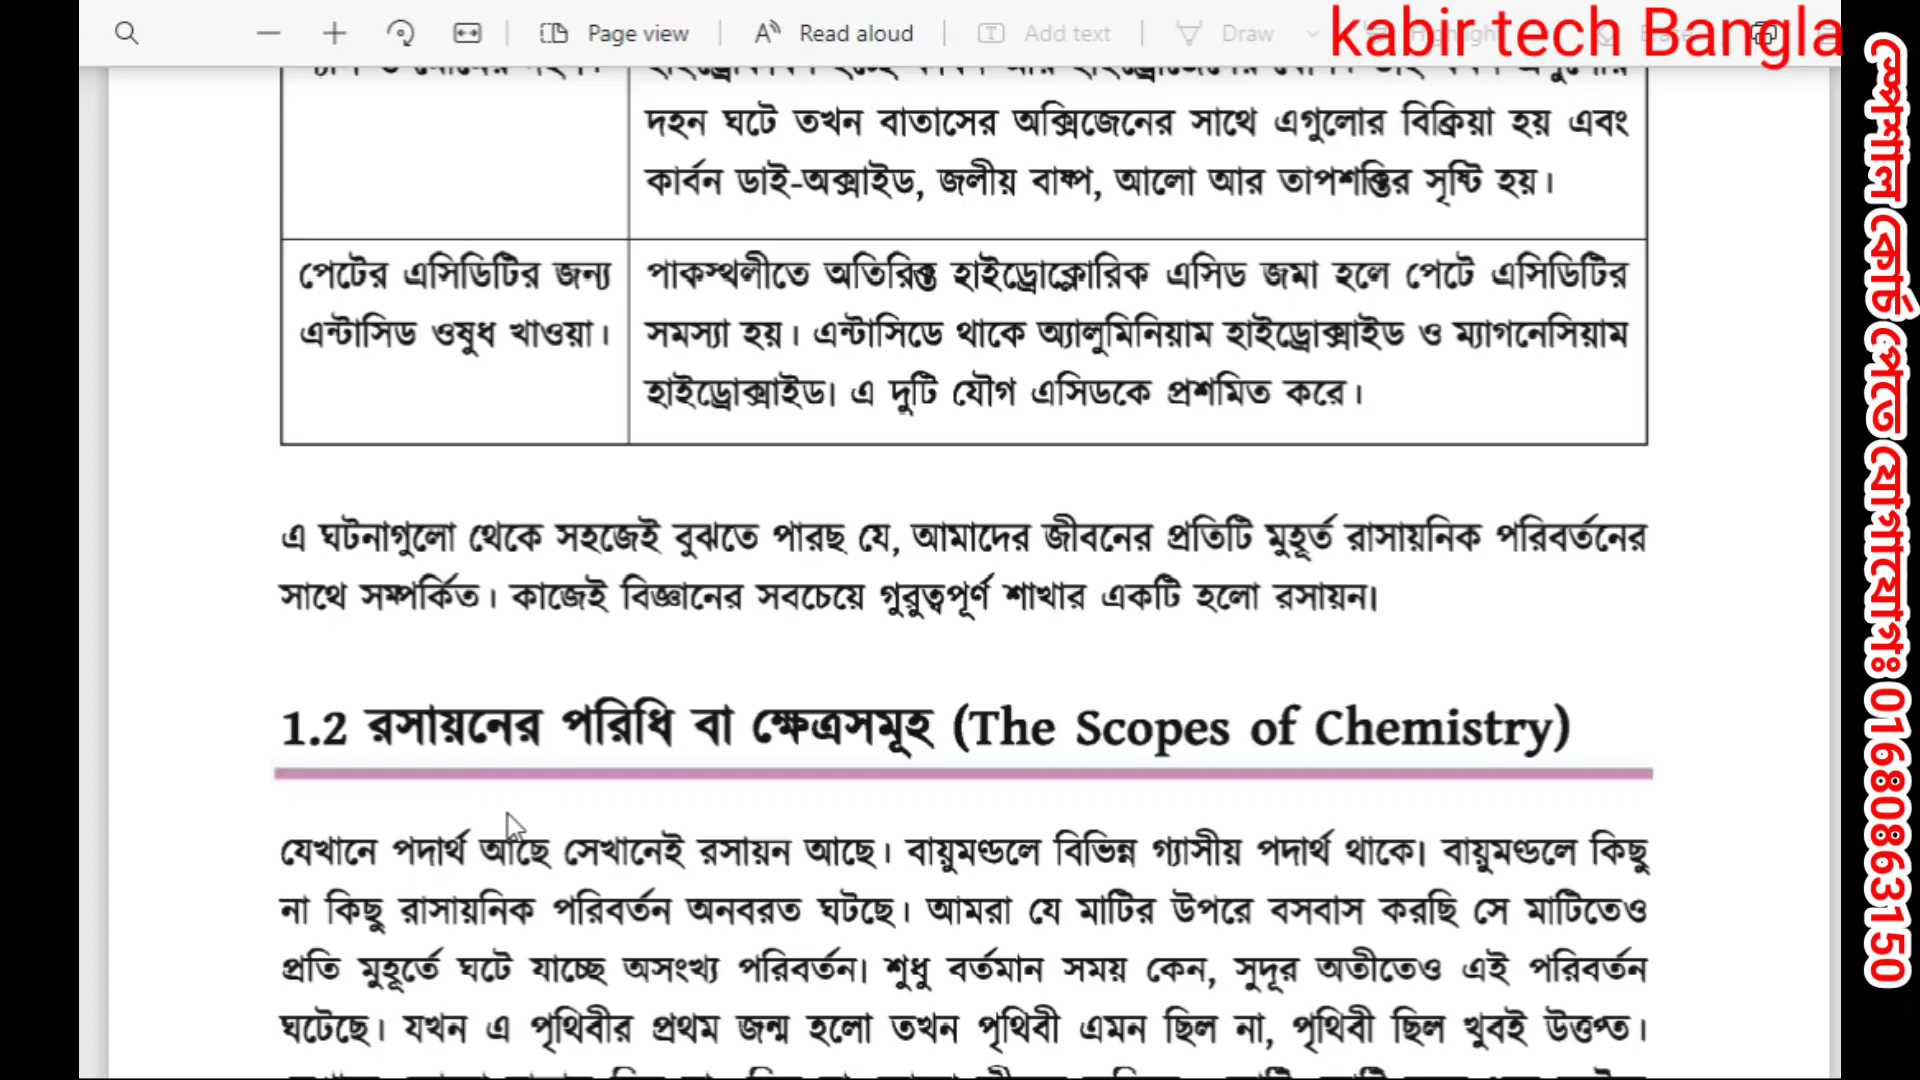 Page view
Read aloud
Add text
Draw
kabir tech Bangla
দহন ঘটে তখন বাতাসের অক্সিজেনের সাথে এগুলোর বিক্রিয়া হয় এবং
কার্বন ডাই-অক্সাইড, জলীয় বাষ্প, আলো আর তাপশক্তির সৃষ্টি হয়।
পেটের এসিডিটির জন্য
এন্টাসিড ওষুধ খাওয়া।
পাকস্থলীতে অতিরিক্ত হাইড্রোক্লোরিক এসিড জমা হলে পেটে এসিডিটির
সমস্যা হয়। এন্টাসিডে থাকে অ্যালুমিনিয়াম হাইড্রোক্সাইড ও ম্যাগনেসিয়াম
হাইড্রোক্সাইড। এ দুটি যৌগ এসিডকে প্রশমিত করে।
এ ঘটনাগুলো থেকে সহজেই বুঝতে পারছ যে, আমাদের জীবনের প্রতিটি মুহূর্ত রাসায়নিক পরিবর্তনের
সাথে সম্পর্কিত। কাজেই বিজ্ঞানের সবচেয়ে গুরুত্বপূর্ণ শাখার একটি হলো রসায়ন।
1.2 রসায়নের পরিধি বা ক্ষেত্রসমূহ (The Scopes of Chemistry)
যেখানে পদার্থ আছে সেখানেই রসায়ন আছে। বায়ুমণ্ডলে বিভিন্ন গ্যাসীয় পদার্থ থাকে। বায়ুমণ্ডলে কিছু
না কিছু রাসায়নিক পরিবর্তন অনবরত ঘটছে। আমরা যে মাটির উপরে বসবাস করছি সে মাটিতেও
প্রতি মুহূর্তে ঘটে যাচ্ছে অসংখ্য পরিবর্তন। শুধু বর্তমান সময় কেন, সুদূর অতীতেও এই পরিবর্তন
ঘটেছে। যখন এ পৃথিবীর প্রথম জন্ম হলো তখন পৃথিবী এমন ছিল না, পৃথিবী ছিল খুবই উত্তপ্ত।
স্পেশাল কোর্স পেতে যোগাযোগঃ 01680863150